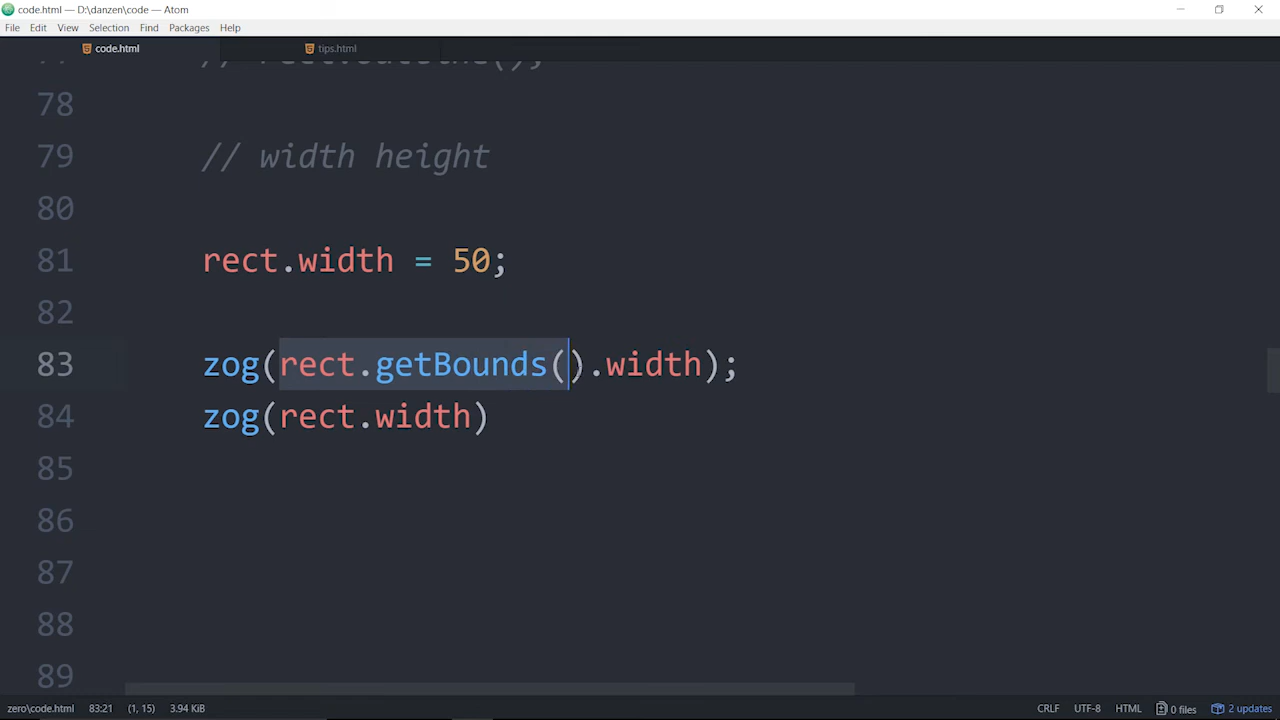 code.html — D:\danzen\code — Atom
File Edit View Selection Find Packages Help
code.html tips.html
78
79 // width height
80
81 rect.width = 50;
82
83 zog(rect.getBounds().width);
84 zog(rect.width)
85
86
87
88
89
zero\code.html 83:21 (1, 15) 3.94 KiB CRLF UTF-8 HTML 0 files 2 updates